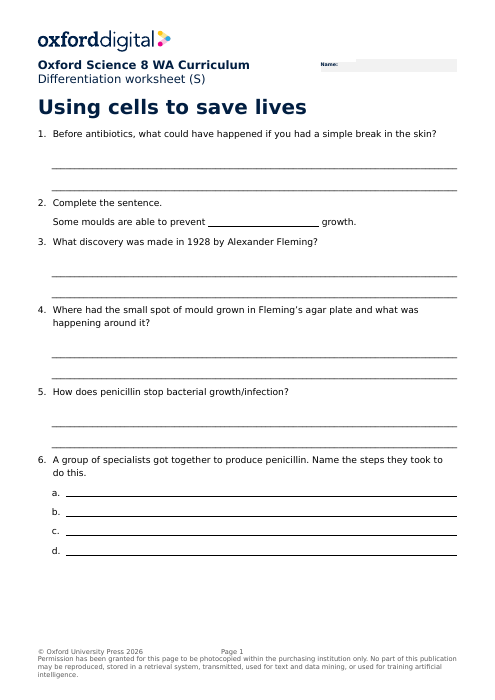 oxforddigital
Oxford Science 8 WA Curriculum
Name:
Differentiation worksheet (S)
Using cells to save lives
1. Before antibiotics, what could have happened if you had a simple break in the skin?
2. Complete the sentence.
Some moulds are able to prevent ______________________ growth.
3. What discovery was made in 1928 by Alexander Fleming?
4. Where had the small spot of mould grown in Fleming’s agar plate and what was
happening around it?
5. How does penicillin stop bacterial growth/infection?
6. A group of specialists got together to produce penicillin. Name the steps they took to
do this.
a.
b.
c.
d.
© Oxford University Press 2026 Page 1
Permission has been granted for this page to be photocopied within the purchasing institution only. No part of this publication
may be reproduced, stored in a retrieval system, transmitted, used for text and data mining, or used for training artificial
intelligence.